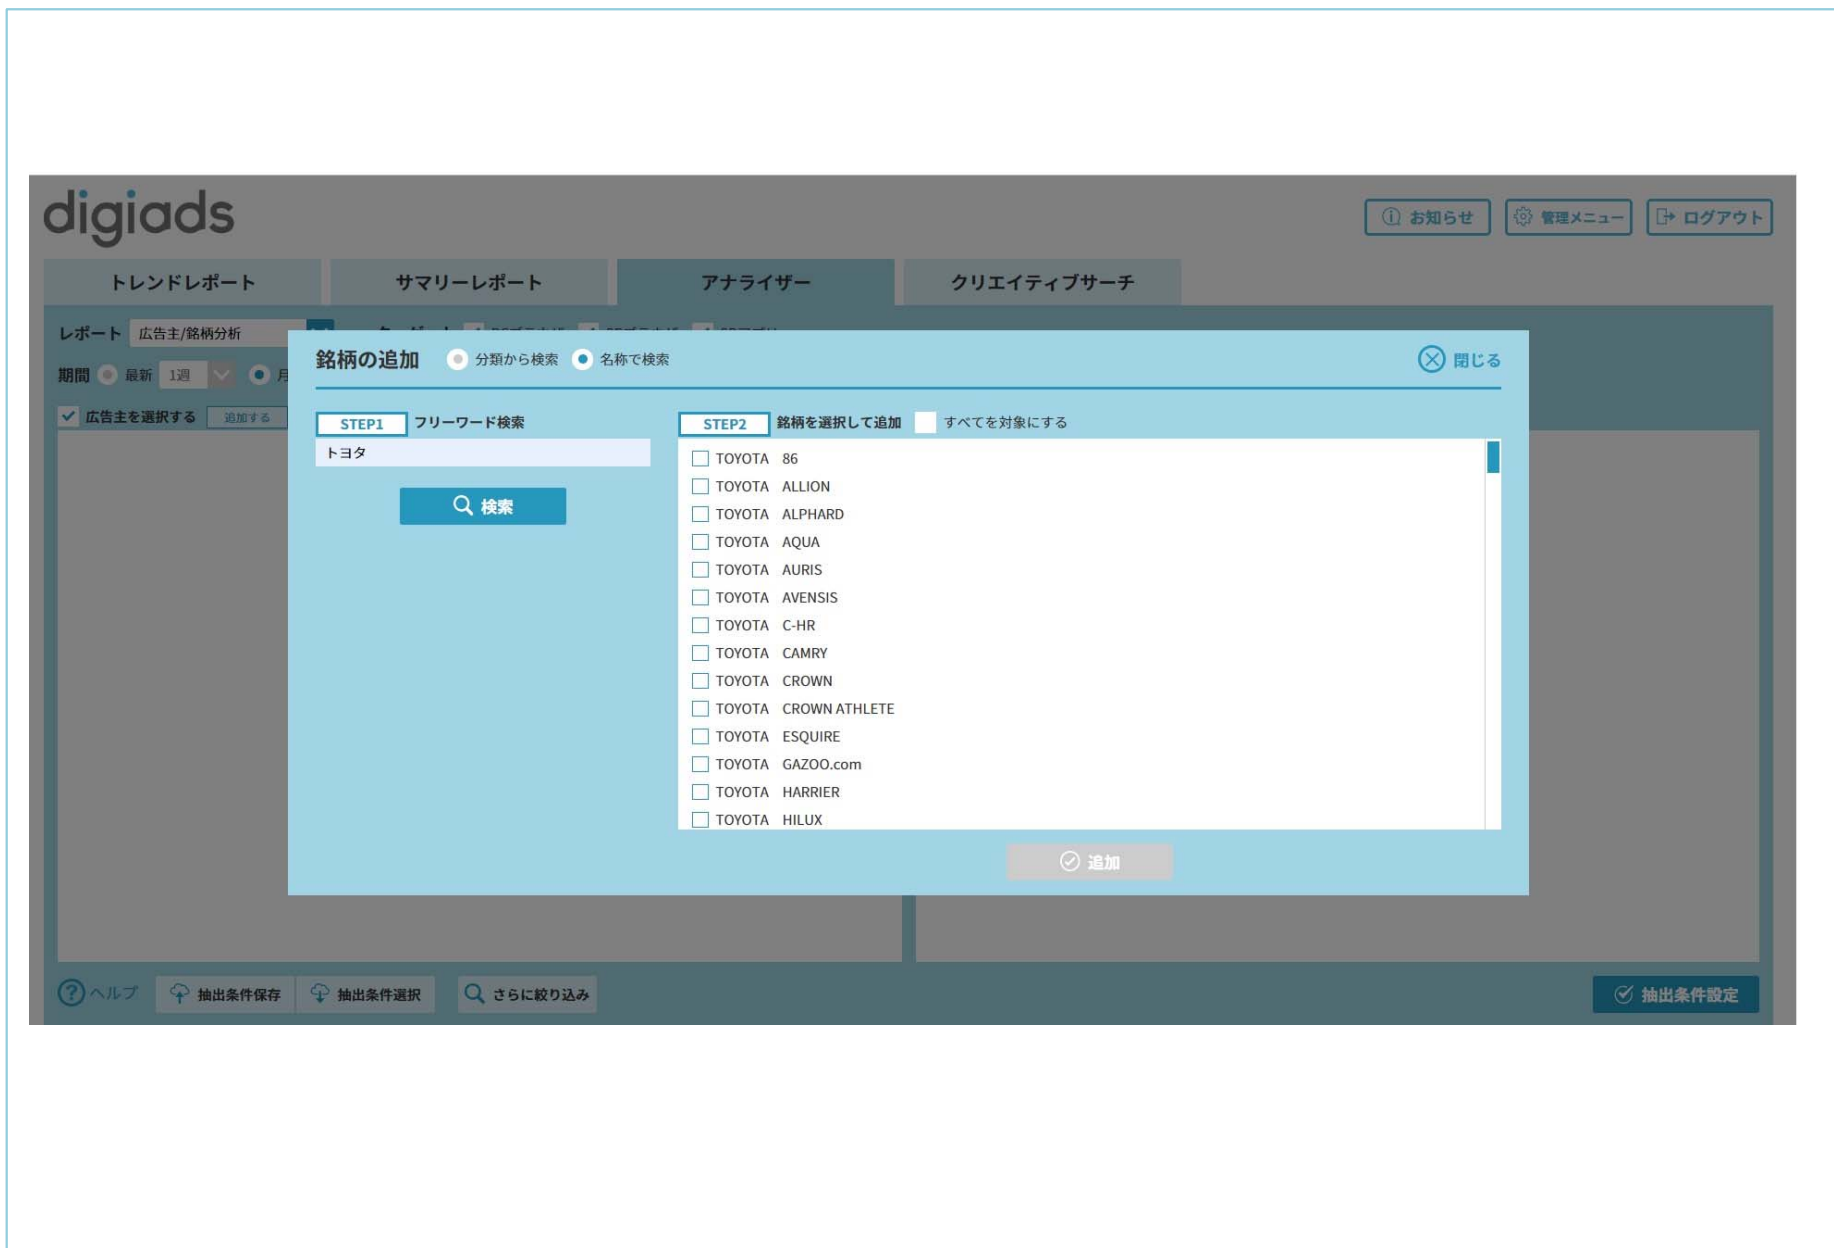 digiads
お知らせ 管理メニュー ログアウト
トレンドレポート サマリーレポート アナライザー クリエイティブサーチ
レポート 広告主/銘柄分析
期間 最新 1週 月
広告主を選択する 追加する
銘柄の追加 分類から検索 名称で検索 閉じる
STEP1 フリーワード検索
トヨタ
検索
STEP2 銘柄を選択して追加 すべてを対象にする
TOYOTA 86
TOYOTA ALLION
TOYOTA ALPHARD
TOYOTA AQUA
TOYOTA AURIS
TOYOTA AVENSIS
TOYOTA C-HR
TOYOTA CAMRY
TOYOTA CROWN
TOYOTA CROWN ATHLETE
TOYOTA ESQUIRE
TOYOTA GAZOO.com
TOYOTA HARRIER
TOYOTA HILUX
追加
ヘルプ 抽出条件保存 抽出条件選択 さらに絞り込み 抽出条件設定